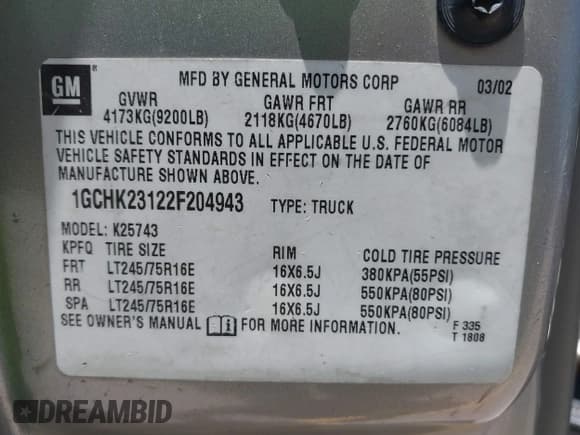 GM ®
MFD BY GENERAL MOTORS CORP 03/02
GVWR GAWR FRT GAWR RR
4173KG(9200LB) 2118KG(4670LB) 2760KG(6084LB)
THIS VEHICLE CONFORMS TO ALL APPLICABLE U.S. FEDERAL MOTOR
VEHICLE SAFETY STANDARDS IN EFFECT ON THE DATE OF
MANUFACTURE SHOWN ABOVE.
1GCHK23122F204943 TYPE: TRUCK
MODEL: K25743
KPFQ TIRE SIZE RIM COLD TIRE PRESSURE
FRT LT245/75R16E 16X6.5J 380KPA(55PSI)
RR LT245/75R16E 16X6.5J 550KPA(80PSI)
SPA LT245/75R16E 16X6.5J 550KPA(80PSI)
SEE OWNER'S MANUAL FOR MORE INFORMATION.
F 335
T 1808
DREAMBID